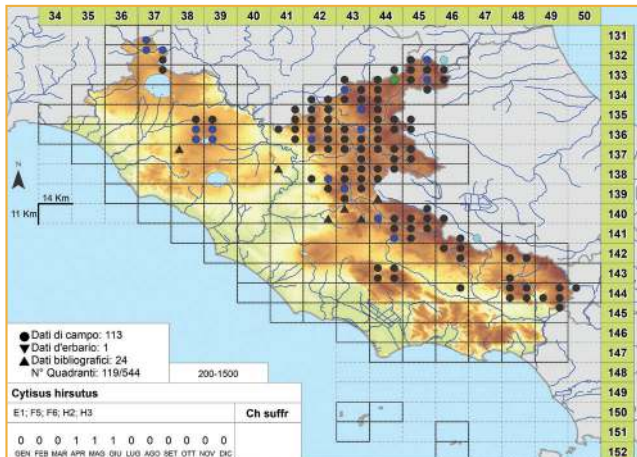 34 35 36 37 38 39 40 41 42 43 44 45 46 47 48 49 50
131
132
133
134
135
136
137
138
139
140
141
142
143
144
145
146
147
148
149
150
151
152
N
14 Km
11 Km
Dati di campo: 113
Dati d'erbario: 1
Dati bibliografici: 24
N° Quadranti: 119/544
200-1500
Cytisus hirsutus
E1; F5; F6; H2; H3
Ch suffr
0 0 0 1 1 1 0 0 0 0 0 0
GEN FEB MAR APR MAG GIU LUG AGO SET OTT NOV DIC